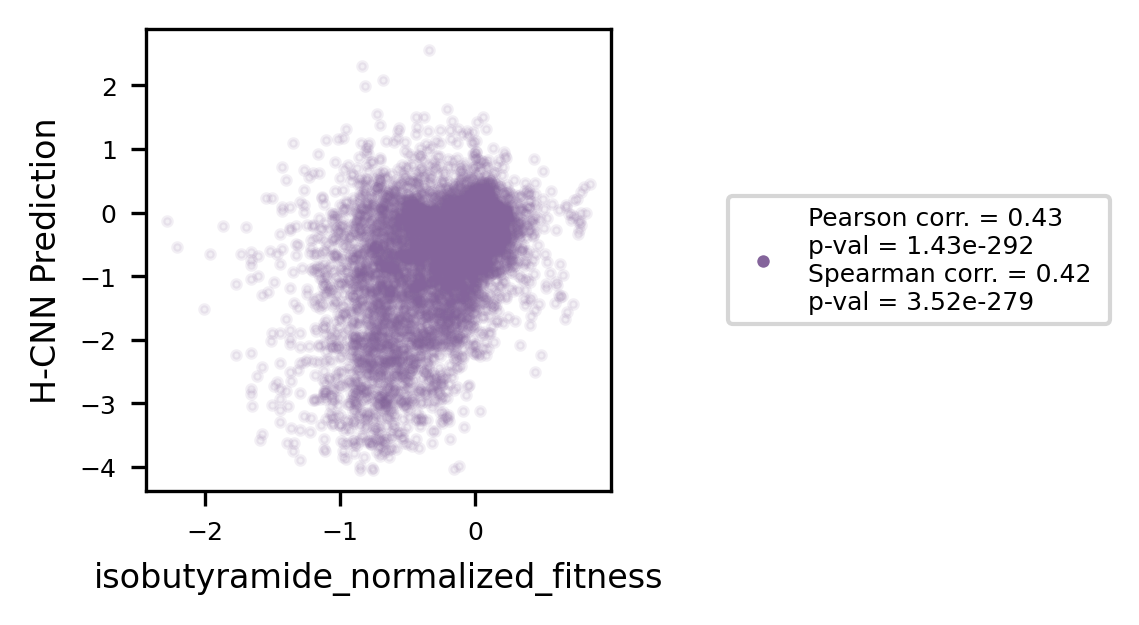 H-CNN Prediction
2
1
0
−1
−2
−3
−4
−2
−1
0
isobutyramide_normalized_fitness
Pearson corr. = 0.43
p-val = 1.43e-292
Spearman corr. = 0.42
p-val = 3.52e-279